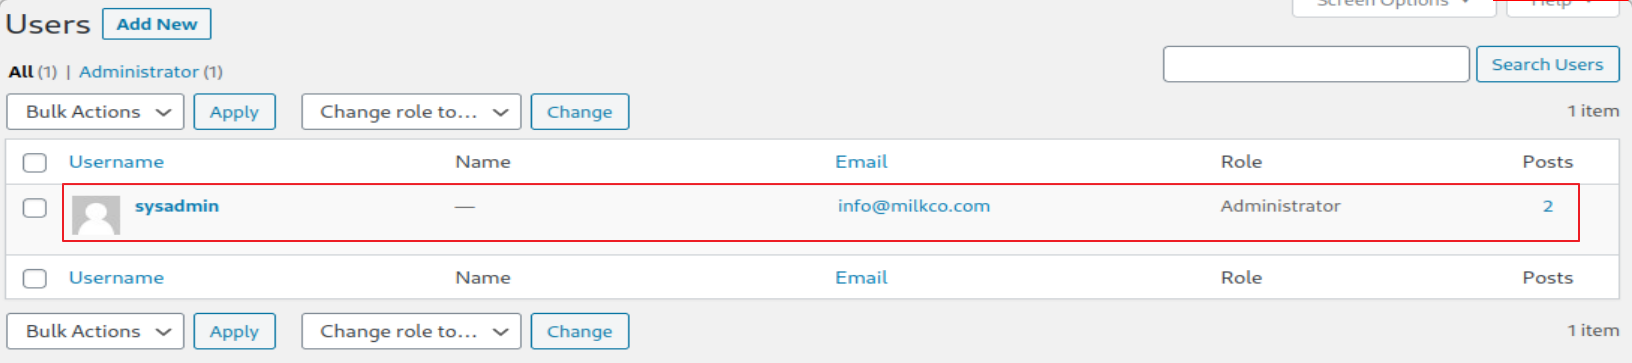 Screen Options Help
Users Add New
All (1) | Administrator (1)
Search Users
Bulk Actions Apply Change role to... Change 1 item
Username Name Email Role Posts
sysadmin — info@milkco.com Administrator 2
Username Name Email Role Posts
Bulk Actions Apply Change role to... Change 1 item